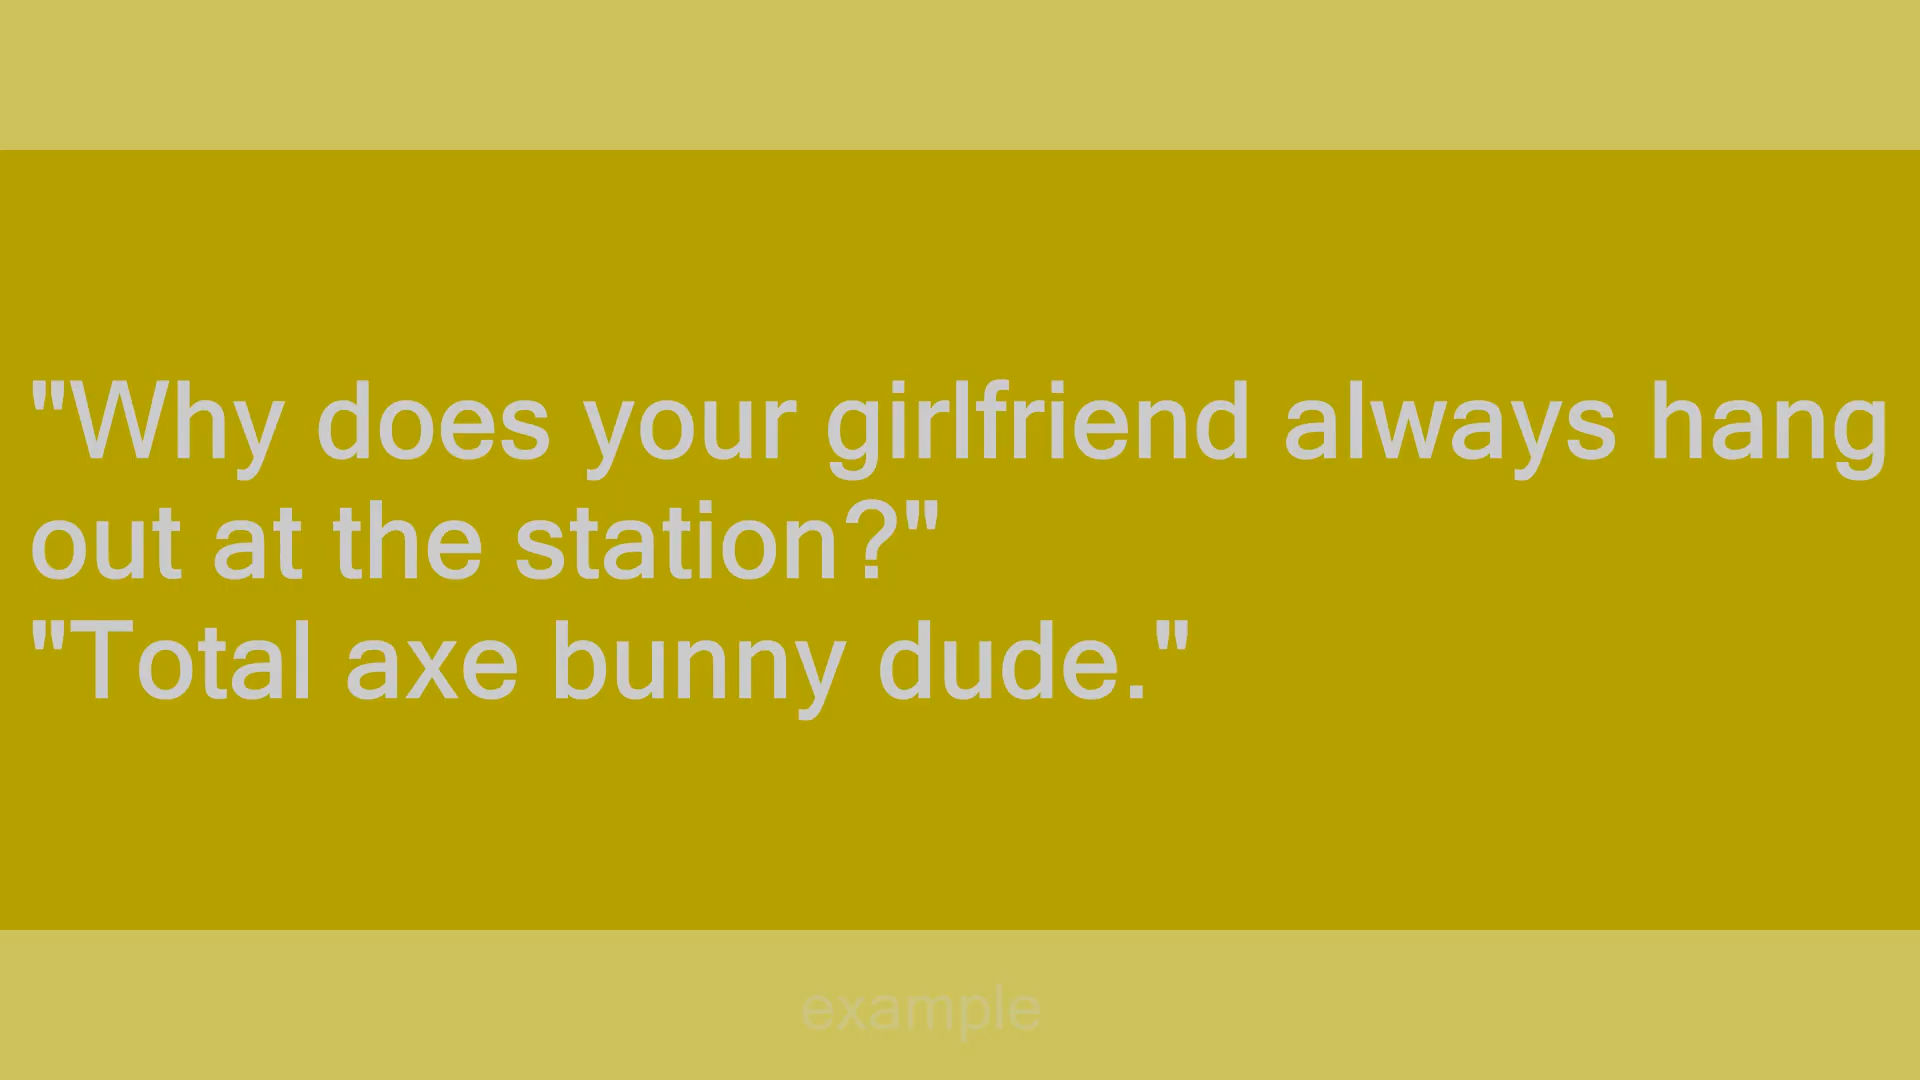 "Why does your girlfriend always hang
out at the station?"
"Total axe bunny dude."
example